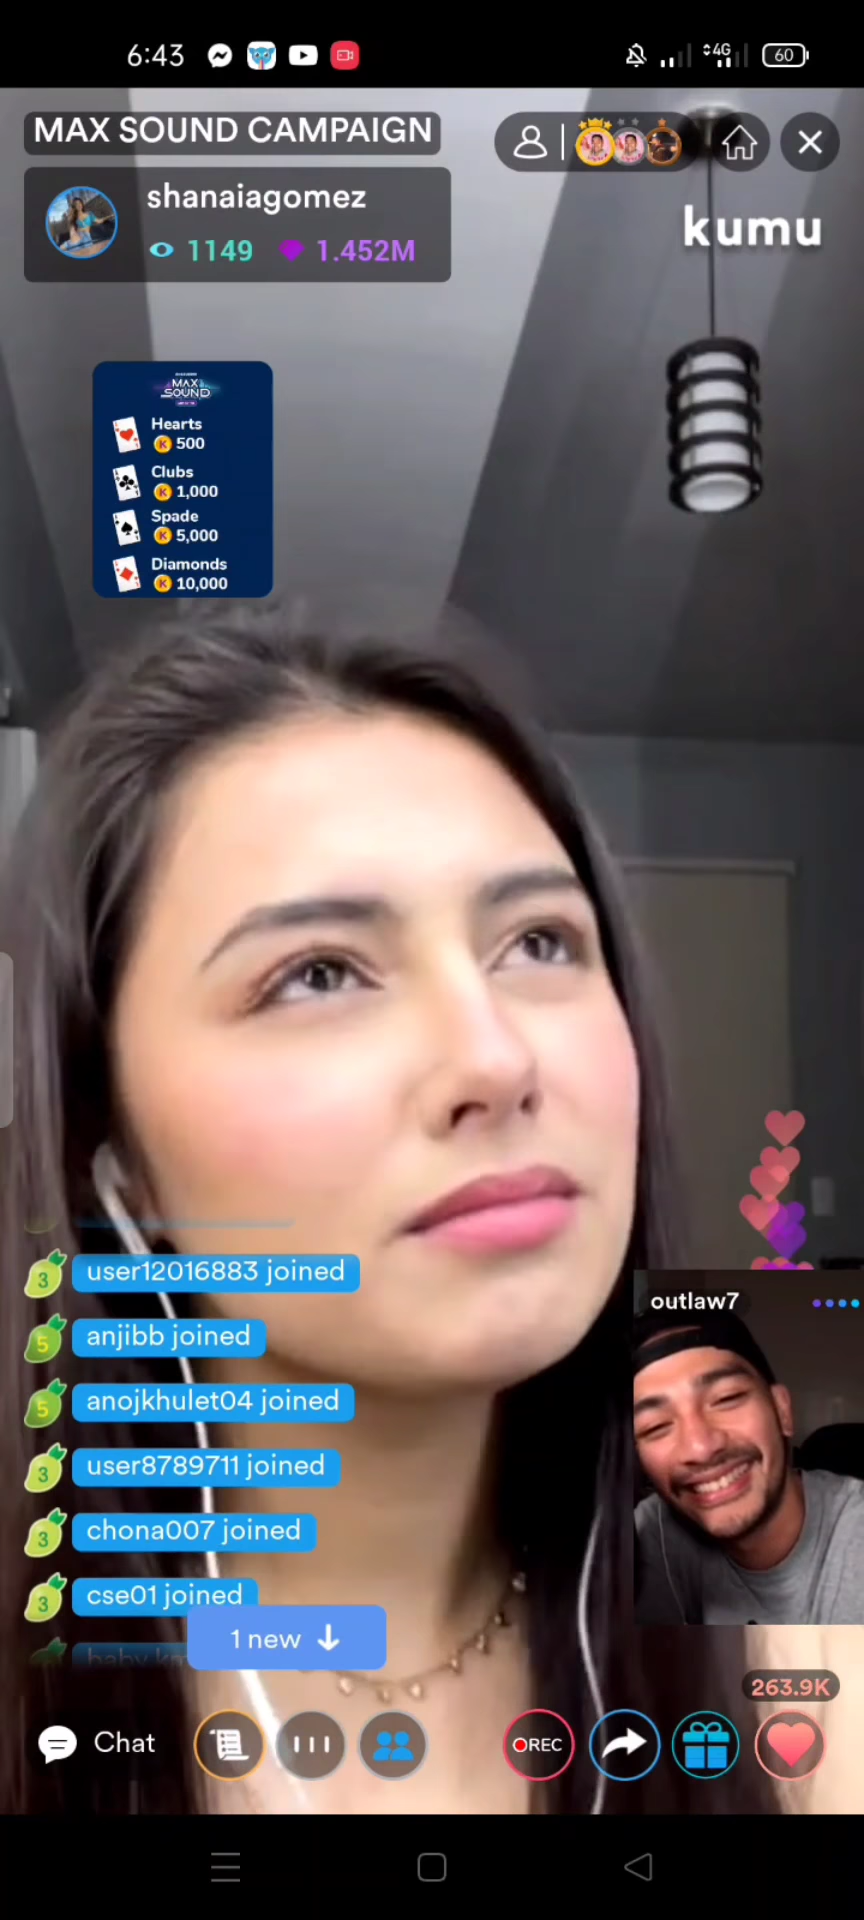 6:43
4G
60
MAX SOUND CAMPAIGN
shanaiagomez
1149 1.452M
kumu
MAX
SOUND
Hearts
K 500
Clubs
K 1,000
Spade
K 5,000
Diamonds
K 10,000
3 user12016883 joined
outlaw7
5 anjibb joined
5 anojkhulet04 joined
3 user8789711 joined
3 chona007 joined
3 cse01 joined
baby
1 new
263.9K
Chat
REC